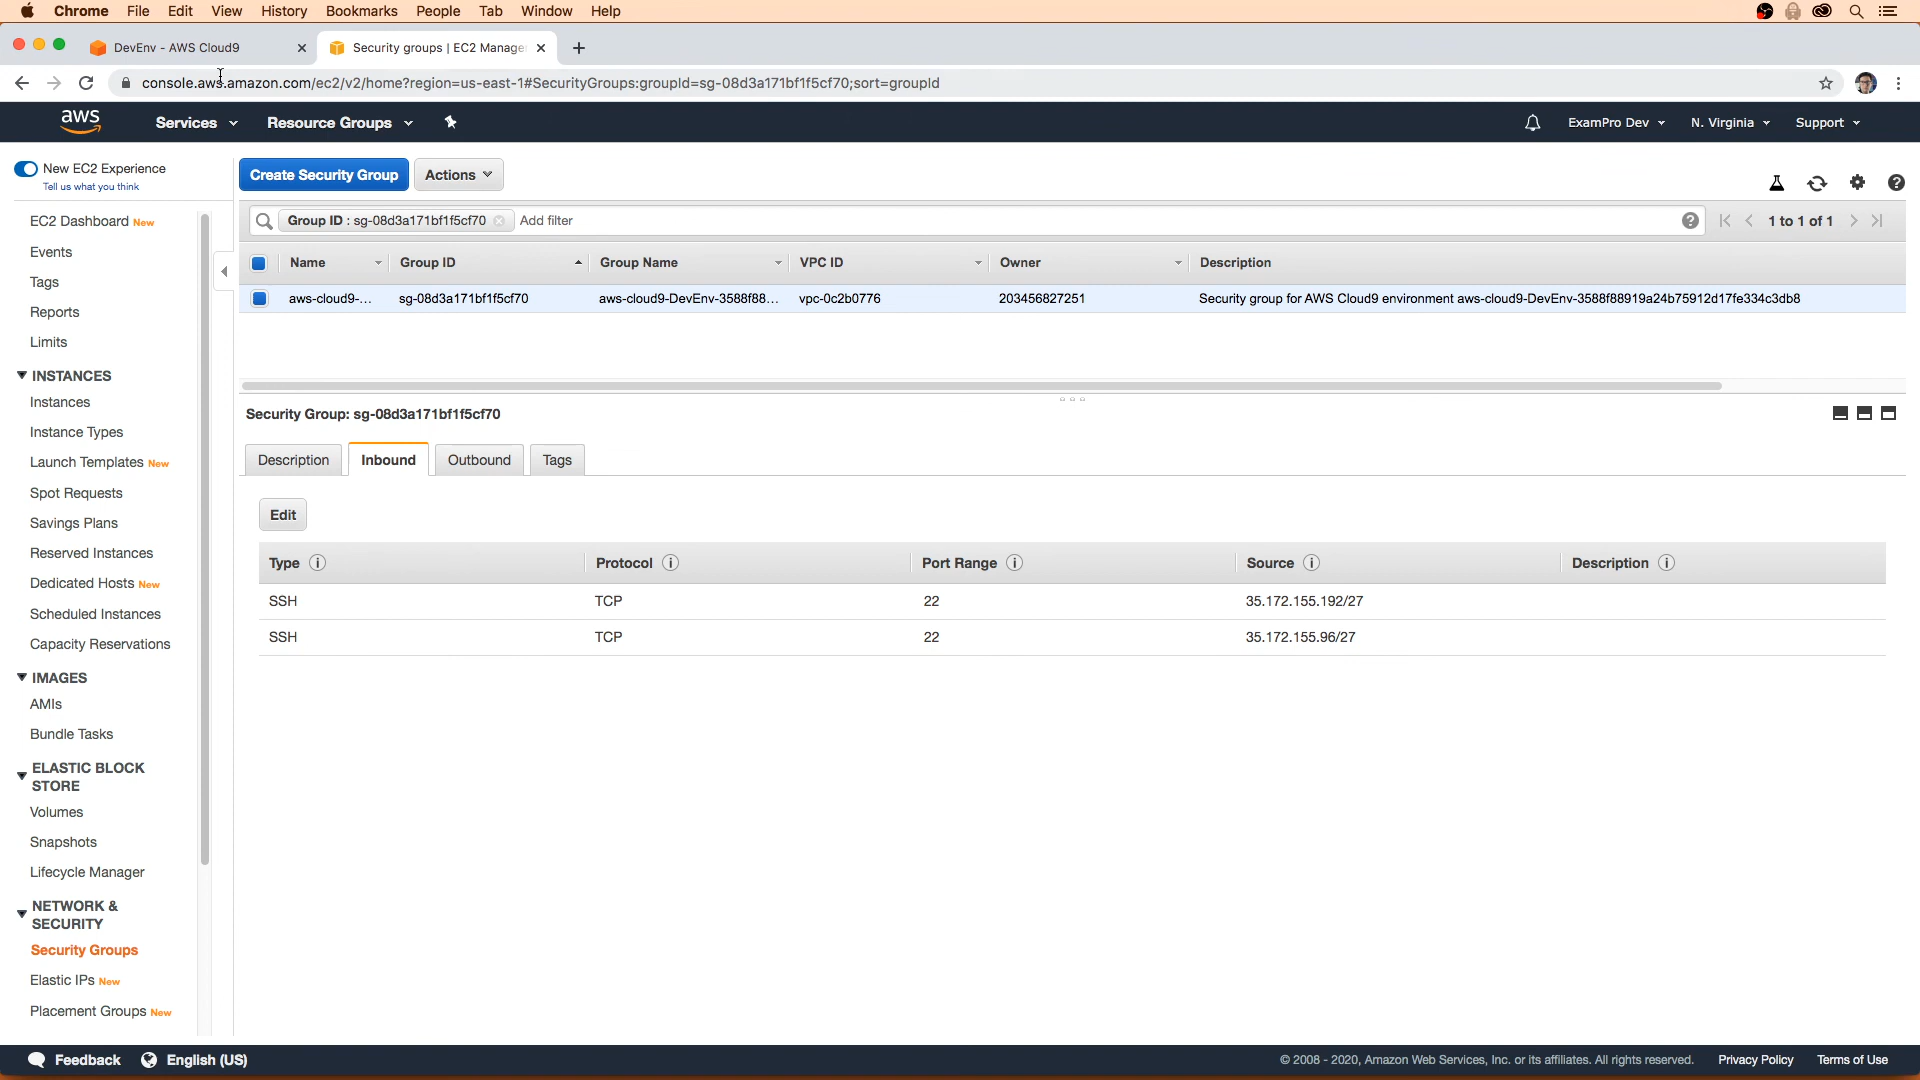 Chrome File Edit View History Bookmarks People Tab Window Help
DevEnv - AWS Cloud9
Security groups | EC2 Manage
console.aws.amazon.com/ec2/v2/home?region=us-east-1#SecurityGroups:groupId=sg-08d3a171bf1f5cf70;sort=groupId
aws Services Resource Groups ExamPro Dev N. Virginia Support
New EC2 Experience
Tell us what you think
EC2 Dashboard New
Events
Tags
Reports
Limits
INSTANCES
Instances
Instance Types
Launch Templates New
Spot Requests
Savings Plans
Reserved Instances
Dedicated Hosts New
Scheduled Instances
Capacity Reservations
IMAGES
AMIs
Bundle Tasks
ELASTIC BLOCK
STORE
Volumes
Snapshots
Lifecycle Manager
NETWORK &
SECURITY
Security Groups
Elastic IPs New
Placement Groups New
Create Security Group Actions
Group ID : sg-08d3a171bf1f5cf70 Add filter 1 to 1 of 1
Name Group ID Group Name VPC ID Owner Description
aws-cloud9-... sg-08d3a171bf1f5cf70 aws-cloud9-DevEnv-3588f88... vpc-0c2b0776 203456827251 Security group for AWS Cloud9 environment aws-cloud9-DevEnv-3588f88919a24b75912d17fe334c3db8
Security Group: sg-08d3a171bf1f5cf70
Description Inbound Outbound Tags
Edit
Type Protocol Port Range Source Description
SSH TCP 22 35.172.155.192/27
SSH TCP 22 35.172.155.96/27
Feedback English (US) © 2008 - 2020, Amazon Web Services, Inc. or its affiliates. All rights reserved. Privacy Policy Terms of Use